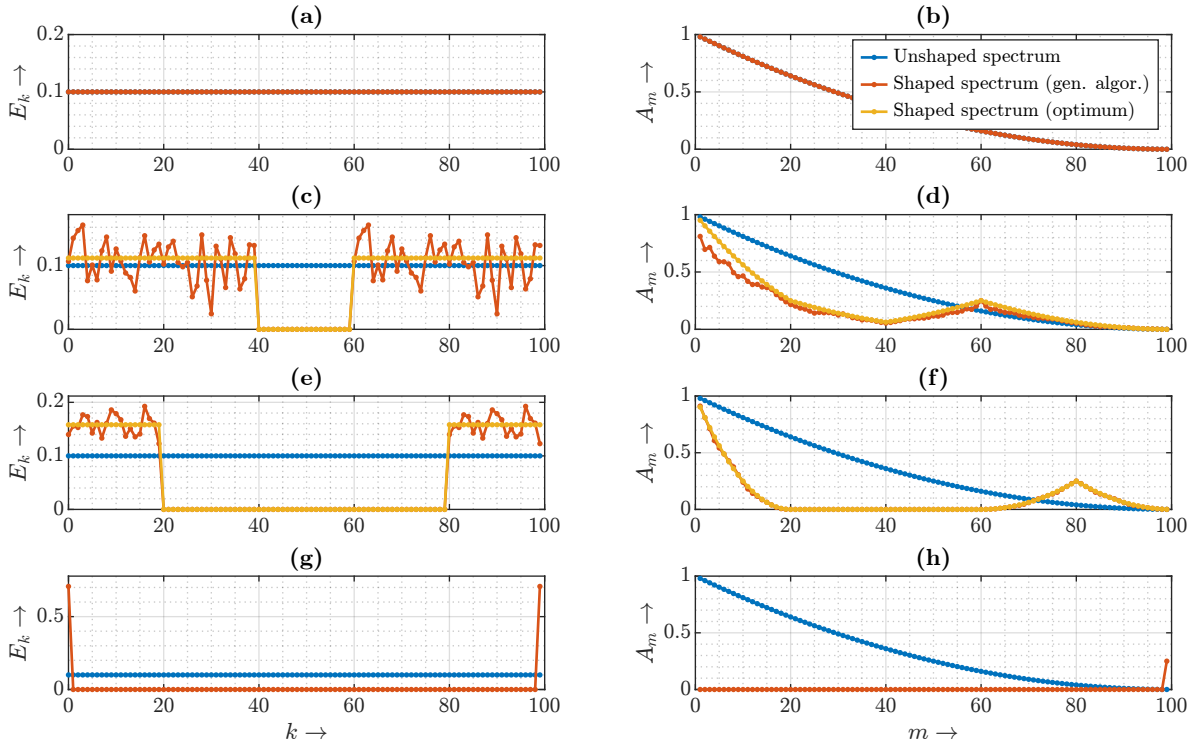 (a)
(b)
0.2
0.1
0
E_k →
0 20 40 60 80 100
1
0.5
0
A_m →
Unshaped spectrum
Shaped spectrum (gen. algor.)
Shaped spectrum (optimum)
0 20 40 60 80 100
(c)
(d)
0.1
0
E_k →
0 20 40 60 80 100
1
0.5
0
A_m →
0 20 40 60 80 100
(e)
(f)
0.2
0.1
0
E_k →
0 20 40 60 80 100
1
0.5
0
A_m →
0 20 40 60 80 100
(g)
(h)
0.5
0
E_k →
0 20 40 60 80 100
k →
1
0.5
0
A_m →
0 20 40 60 80 100
m →